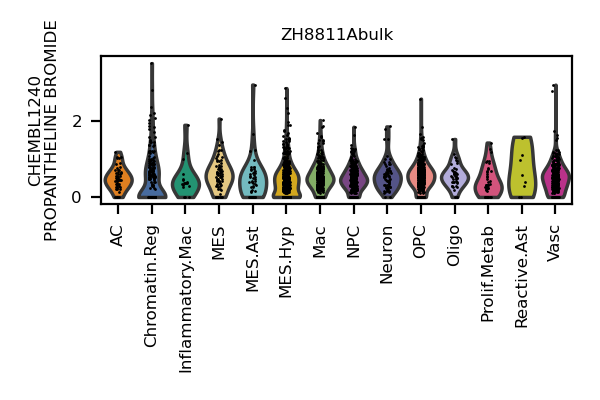 ZH8811Abulk
CHEMBL1240
PROPANTHELINE BROMIDE
2
0
AC
Chromatin.Reg
Inflammatory.Mac
MES
MES.Ast
MES.Hyp
Mac
NPC
Neuron
OPC
Oligo
Prolif.Metab
Reactive.Ast
Vasc